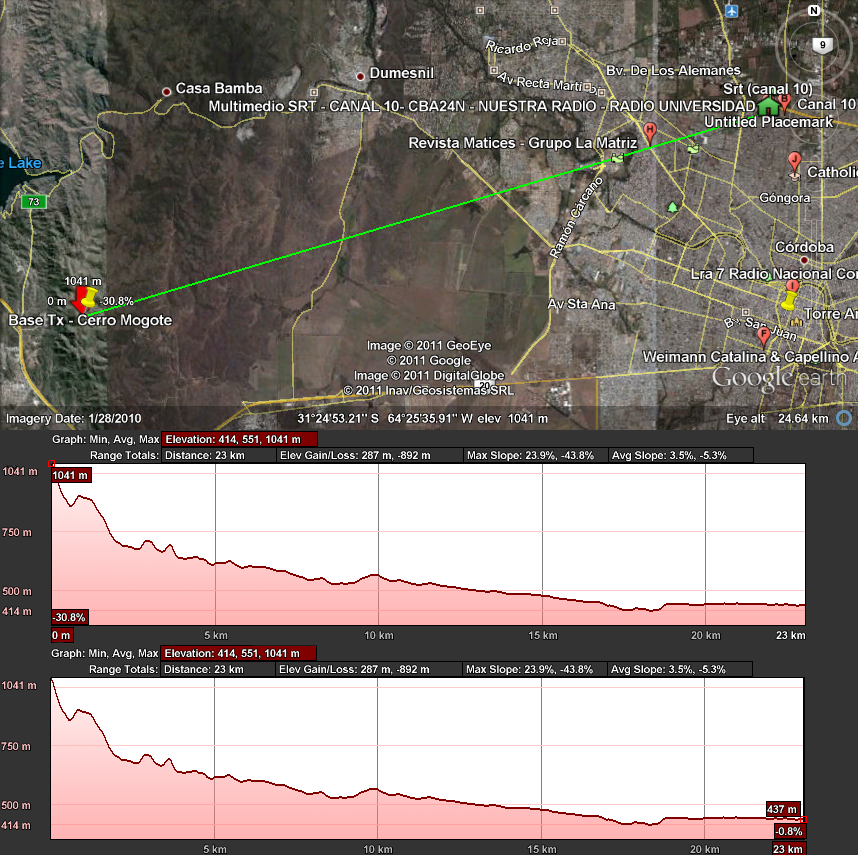 N
9
Ricardo Roja
Bv. De Los Alemanes
Dumesnil
Av Recta Marti
Casa Bamba
Srt (canal 10)
B
Multimedio SRT - CANAL 10- CBA24N - NUESTRA RADIO - RADIO UNIVERSIDAD
Canal 10
Untitled Placemark
H
Revista Matices - Grupo La Matriz
e Lake
J
Catholi
73
Góngora
Ramón Cárcano
Córdoba
1041 m
Lra 7 Radio Nacional Co
I
0 m
-30.8%
Av Sta Ana
Base Tx - Cerro Mogote
Torre A
B. San Juan
F
Image © 2011 GeoEye
© 2011 Google
Weimann Catalina & Capellino A
Image © 2011 DigitalGlobe
Google earth
20
© 2011 Inav/Geosistemas SRL
Imagery Date: 1/28/2010
31°24'53.21" S 64°25'35.91" W elev 1041 m
Eye alt 24.64 km
Graph: Min, Avg, Max Elevation: 414, 551, 1041 m
Range Totals: Distance: 23 km Elev Gain/Loss: 287 m, -892 m Max Slope: 23.9%, -43.8% Avg Slope: 3.5%, -5.3%
1041 m
1041 m
750 m
500 m
414 m
-30.8%
0 m 5 km 10 km 15 km 20 km 23 km
Graph: Min, Avg, Max Elevation: 414, 551, 1041 m
Range Totals: Distance: 23 km Elev Gain/Loss: 287 m, -892 m Max Slope: 23.9%, -43.8% Avg Slope: 3.5%, -5.3%
1041 m
750 m
500 m
437 m
414 m
-0.8%
5 km 10 km 15 km 20 km 23 km